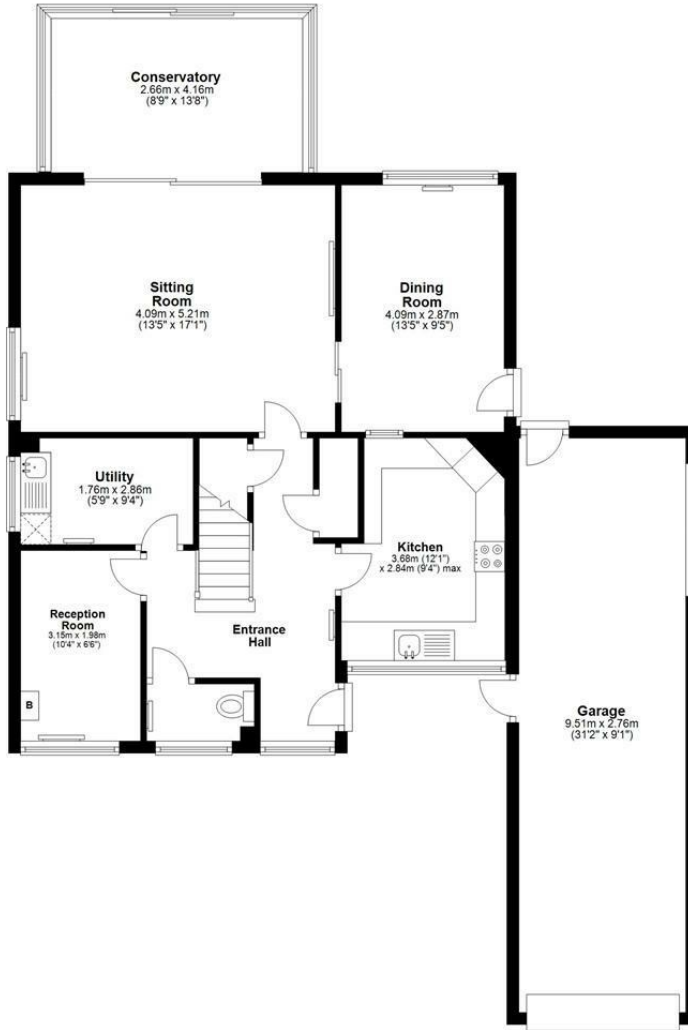 Conservatory
2.66m x 4.16m
(8'9" x 13'8")
Sitting
Room
4.09m x 5.21m
(13'5" x 17'1")
Dining
Room
4.09m x 2.87m
(13'5" x 9'5")
Utility
1.76m x 2.86m
(5'9" x 9'4")
Kitchen
3.68m (12'1")
x 2.84m (9'4") max
Reception
Room
3.15m x 1.98m
(10'4" x 6'6")
Entrance
Hall
B
Garage
9.51m x 2.76m
(31'2" x 9'1")